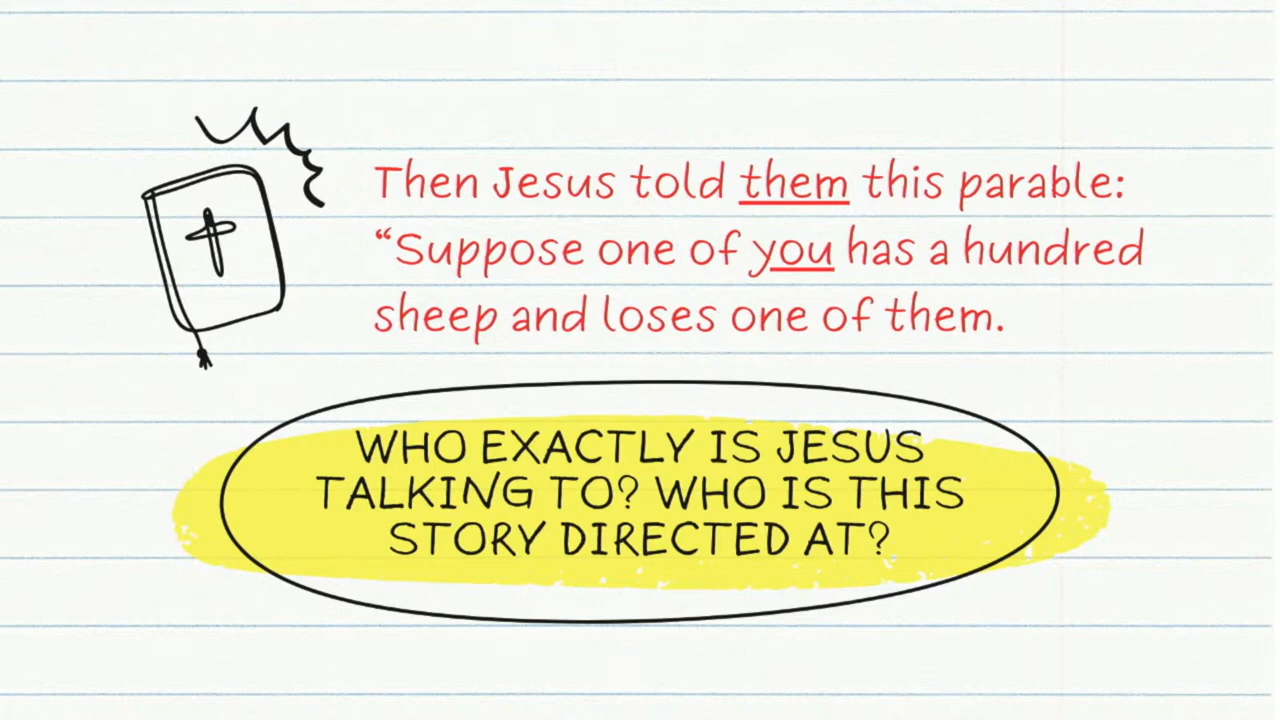 Then Jesus told them this parable:
“Suppose one of you has a hundred
sheep and loses one of them.
WHO EXACTLY IS JESUS
TALKING TO? WHO IS THIS
STORY DIRECTED AT?